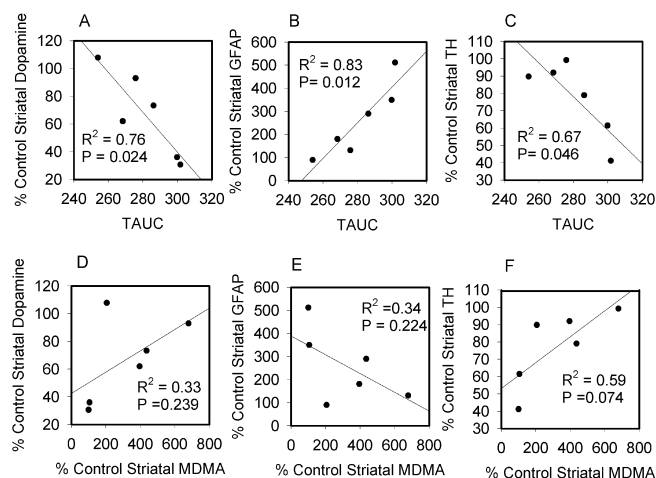 A
% Control Striatal Dopamine
120
100
80
60
40
20
R² = 0.76
P = 0.024
240 260 280 300 320
TAUC
B
% Control Striatal GFAP
600
500
400
300
200
100
0
R² = 0.83
P= 0.012
240 260 280 300 320
TAUC
C
% Control Striatal TH
110
100
90
80
70
60
50
40
30
R² = 0.67
P= 0.046
240 260 280 300 320
TAUC
D
% Control Striatal Dopamine
120
100
80
60
40
20
R² = 0.33
P =0.239
0 200 400 600 800
% Control Striatal MDMA
E
% Control Striatal GFAP
600
500
400
300
200
100
0
R² =0.34
P = 0.224
0 200 400 600 800
% Control Striatal MDMA
F
% Control Striatal TH
110
100
90
80
70
60
50
40
30
R² = 0.59
P =0.074
0 200 400 600 800
% Control Striatal MDMA